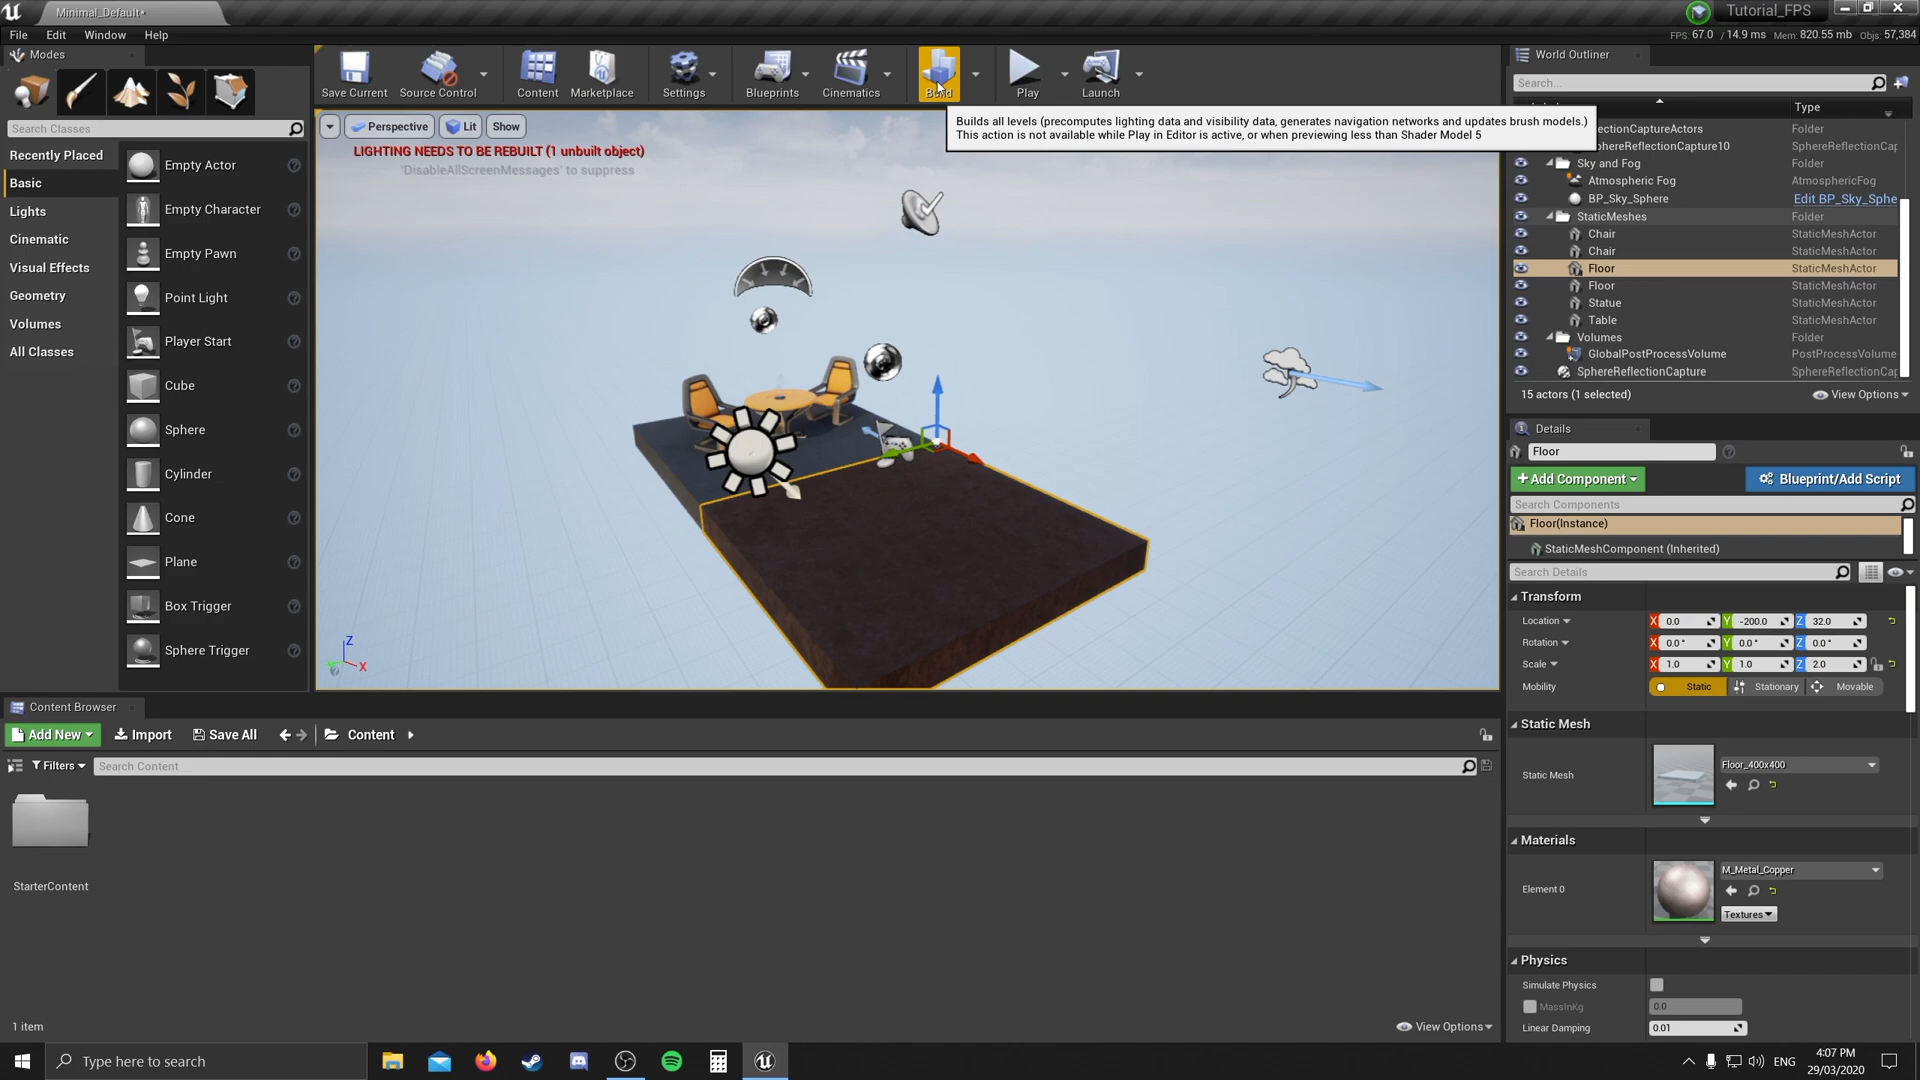 Minimal_Default*
Tutorial_FPS
File Edit Window Help
FPS: 67.0 / 14.9 ms Mem: 820.55 mb Objs: 57,384
Modes
Save Current
Source Control
Content
Marketplace
Settings
Blueprints
Cinematics
Build
Play
Launch
World Outliner
Search...
Type
Search Classes
Perspective
Lit
Show
Builds all levels (precomputes lighting data and visibility data, generates navigation networks and updates brush models.)
This action is not available while Play in Editor is active, or when previewing less than Shader Model 5
LIGHTING NEEDS TO BE REBUILT (1 unbuilt object)
'DisableAllScreenMessages' to suppress
Recently Placed
Basic
Lights
Cinematic
Visual Effects
Geometry
Volumes
All Classes
Empty Actor
Empty Character
Empty Pawn
Point Light
Player Start
Cube
Sphere
Cylinder
Cone
Plane
Box Trigger
Sphere Trigger
Z
X
lectionCaptureActors Folder
phereReflectionCapture10 SphereReflectionCap
Sky and Fog Folder
Atmospheric Fog AtmosphericFog
BP_Sky_Sphere Edit BP_Sky_Sphe
StaticMeshes Folder
Chair StaticMeshActor
Chair StaticMeshActor
Floor StaticMeshActor
Floor StaticMeshActor
Statue StaticMeshActor
Table StaticMeshActor
Volumes Folder
GlobalPostProcessVolume PostProcessVolume
SphereReflectionCapture SphereReflectionCap
15 actors (1 selected) View Options
Details
Floor
+Add Component
Blueprint/Add Script
Search Components
Floor(Instance)
StaticMeshComponent (Inherited)
Search Details
Transform
Location X 0.0 Y -200.0 Z 32.0
Rotation X 0.0 ° Y 0.0 ° Z 0.0 °
Scale X 1.0 Y 1.0 Z 2.0
Mobility Static Stationary Movable
Static Mesh
Static Mesh Floor_400x400
Materials
Element 0 M_Metal_Copper
Textures
Physics
Simulate Physics
MassInKg 0.0
Linear Damping 0.01
Content Browser
Add New Import Save All Content
Filters Search Content
StarterContent
1 item View Options
Type here to search
ENG
4:07 PM
29/03/2020